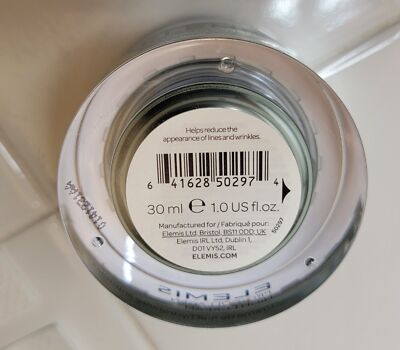 Helps reduce the
appearance of lines and wrinkles.
6 41628 50297 4
30 ml ℮ 1.0 US fl.oz.
Manufactured for / Fabriqué pour:
Elemis Ltd, Bristol, BS11 0DD, UK
Elemis IRL Ltd, Dublin 1,
D01 VY52, IRL
ELEMIS.COM
50297
ELEMIS